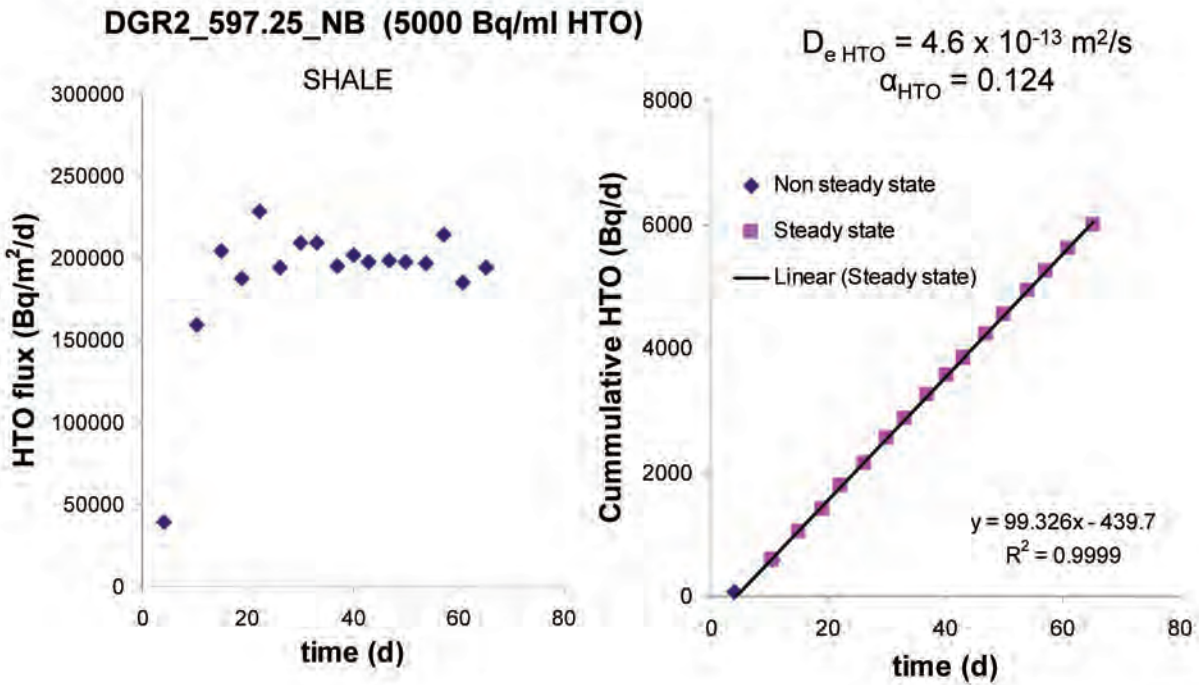 DGR2_597.25_NB (5000 Bq/ml HTO)
SHALE
300000
250000
200000
150000
100000
50000
0
HTO flux (Bq/m²/d)
0 20 40 60 80
time (d)
Dₑ HTO = 4.6 x 10⁻¹³ m²/s
αHTO = 0.124
8000
6000
4000
2000
0
Cummulative HTO (Bq/d)
Non steady state
Steady state
Linear (Steady state)
y = 99.326x - 439.7
R² = 0.9999
0 20 40 60 80
time (d)